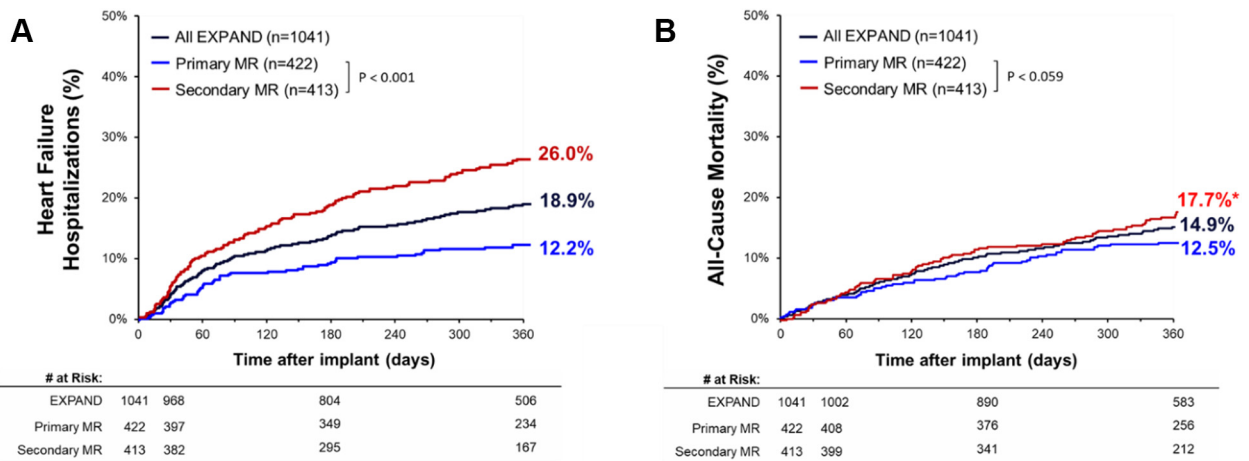 A
50%
40%
30%
20%
10%
0%
Heart Failure
Hospitalizations (%)
All EXPAND (n=1041)
Primary MR (n=422)
Secondary MR (n=413)
P < 0.001
26.0%
18.9%
12.2%
0 60 120 180 240 300 360
Time after implant (days)
# at Risk:
EXPAND 1041 968 804 506
Primary MR 422 397 349 234
Secondary MR 413 382 295 167
B
50%
40%
30%
20%
10%
0%
All-Cause Mortality (%)
All EXPAND (n=1041)
Primary MR (n=422)
Secondary MR (n=413)
P < 0.059
17.7%*
14.9%
12.5%
0 60 120 180 240 300 360
Time after implant (days)
# at Risk:
EXPAND 1041 1002 890 583
Primary MR 422 408 376 256
Secondary MR 413 399 341 212